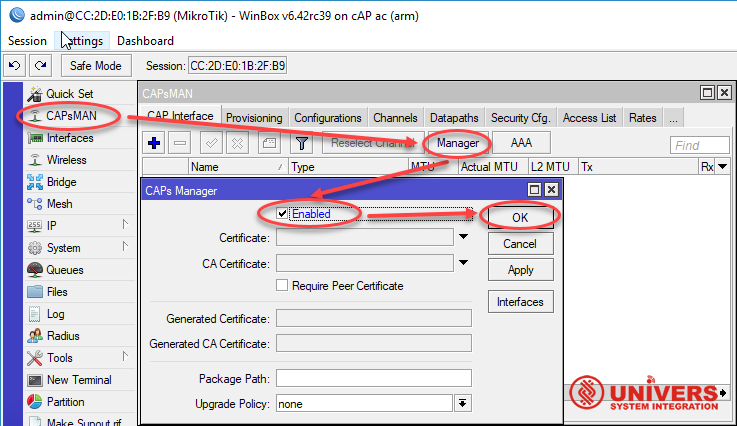 admin@CC:2D:E0:1B:2F:B9 (MikroTik) - WinBox v6.42rc39 on cAP ac (arm)
Session Settings Dashboard
Safe Mode Session: CC:2D:E0:1B:2F:B9
Quick Set
CAPsMAN
Interfaces
Wireless
Bridge
Mesh
IP
System
Queues
Files
Log
Radius
Tools
New Terminal
Partition
Make Supout.rif
CAPsMAN
CAP Interface Provisioning Configurations Channels Datapaths Security Cfg. Access List Rates ...
Reselect Channel Manager AAA Find
Name Type MTU Actual MTU L2 MTU Tx Rx
CAPs Manager
Enabled OK
Certificate: Cancel
CA Certificate: Apply
Require Peer Certificate
Interfaces
Generated Certificate:
Generated CA Certificate:
Package Path:
Upgrade Policy: none
UNIVERS
SYSTEM INTEGRATION